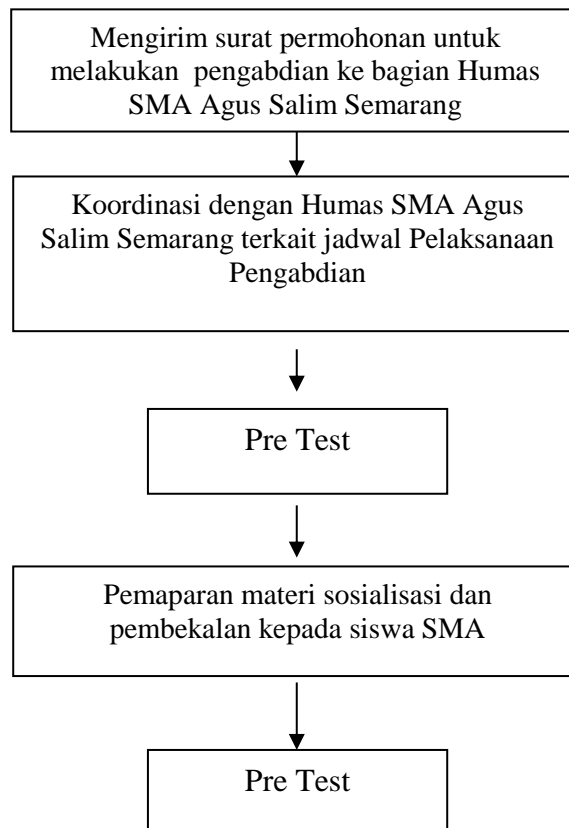 Mengirim surat permohonan untuk
melakukan pengabdian ke bagian Humas
SMA Agus Salim Semarang
Koordinasi dengan Humas SMA Agus
Salim Semarang terkait jadwal Pelaksanaan
Pengabdian
Pre Test
Pemaparan materi sosialisasi dan
pembekalan kepada siswa SMA
Pre Test